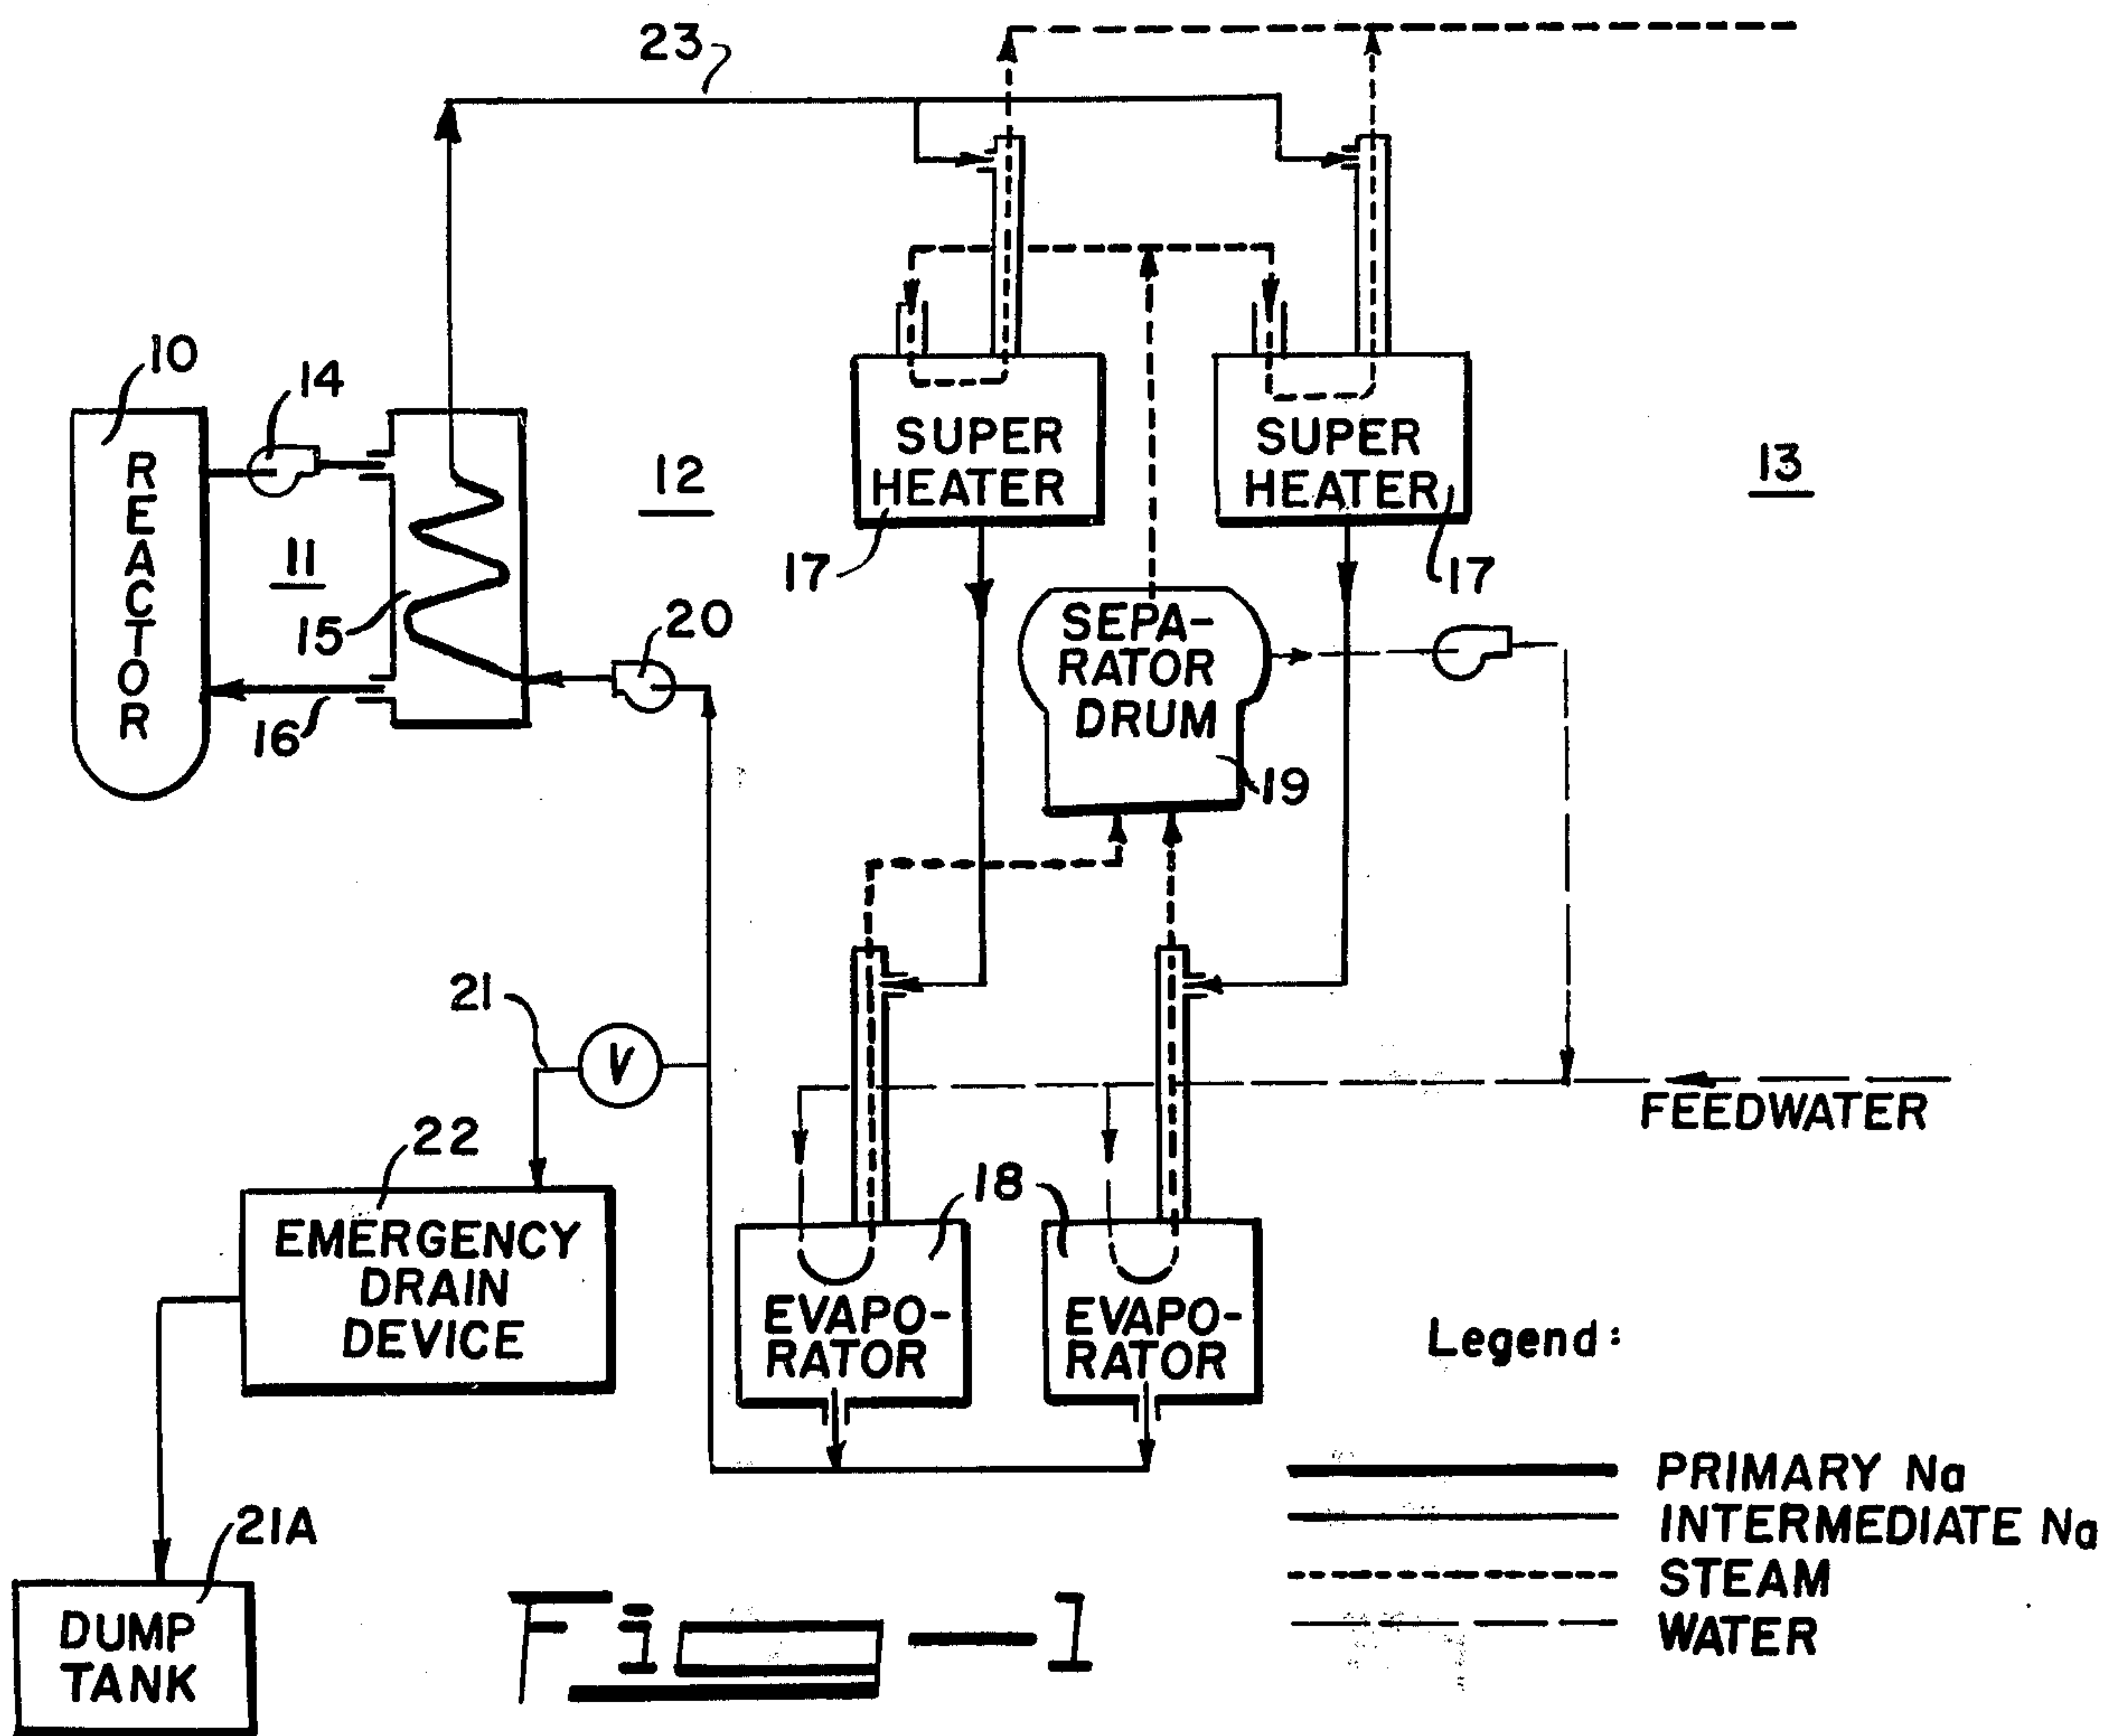 23
10
14
REACTOR
11
12
15
16
20
SUPER
HEATER
17
SUPER
HEATER
17
13
SEPA-
RATOR
DRUM
19
21
V
22
EMERGENCY
DRAIN
DEVICE
21A
DUMP
TANK
FEEDWATER
18
EVAPO-
RATOR
EVAPO-
RATOR
Legend:
PRIMARY Na
INTERMEDIATE Na
STEAM
WATER
Fig-1